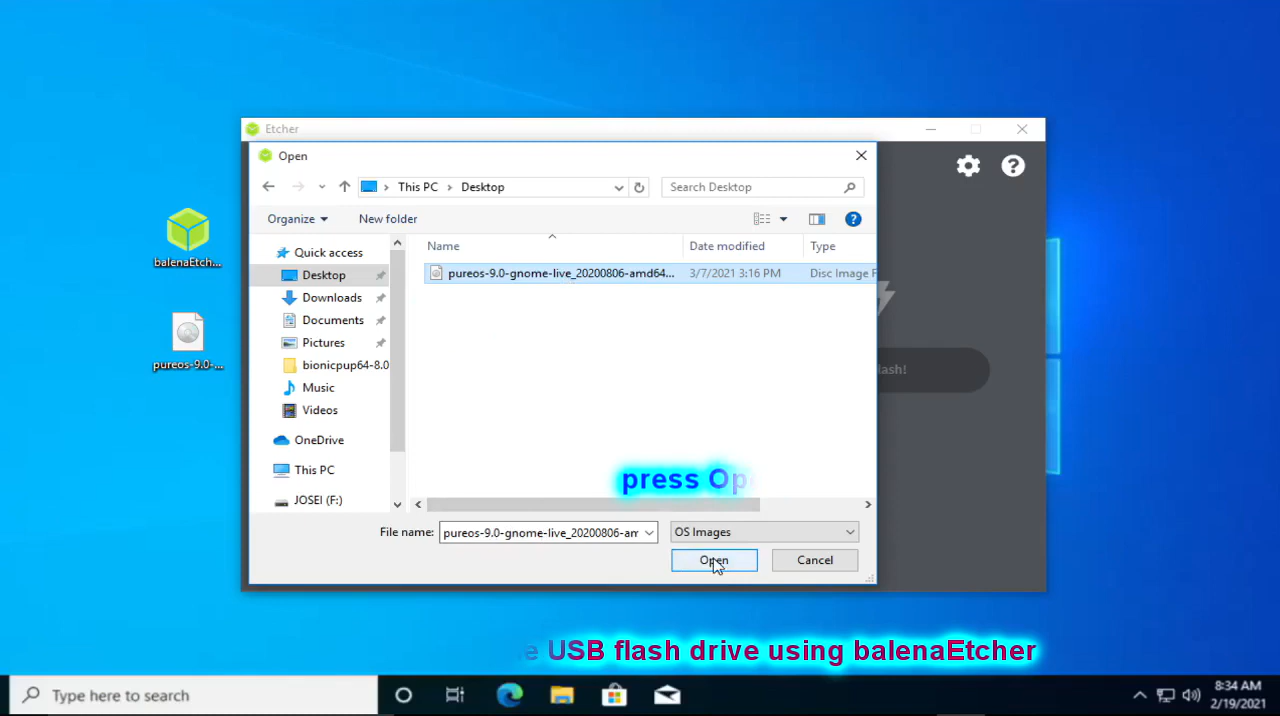 Etcher
Open
This PC
Desktop
Search Desktop
Organize
New folder
Name
Date modified
Type
Quick access
Desktop
Downloads
Documents
Pictures
bionicpup64-8.0
Music
Videos
OneDrive
This PC
JOSEI (F:)
pureos-9.0-gnome-live_20200806-amd64...
3/7/2021 3:16 PM
Disc Image F
ash!
balenaEtch...
pureos-9.0-...
press Op
File name:
pureos-9.0-gnome-live_20200806-am
OS Images
Open
Cancel
e USB flash drive using balenaEtcher
Type here to search
8:34 AM
2/19/2021